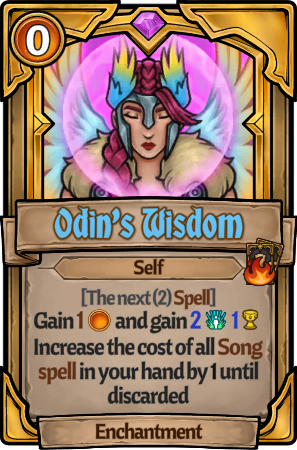 0
Odin's Wisdom
Self
[The next (2) Spell]
Gain 1 and gain 2 1
Increase the cost of all Song
spell in your hand by 1 until
discarded
Enchantment